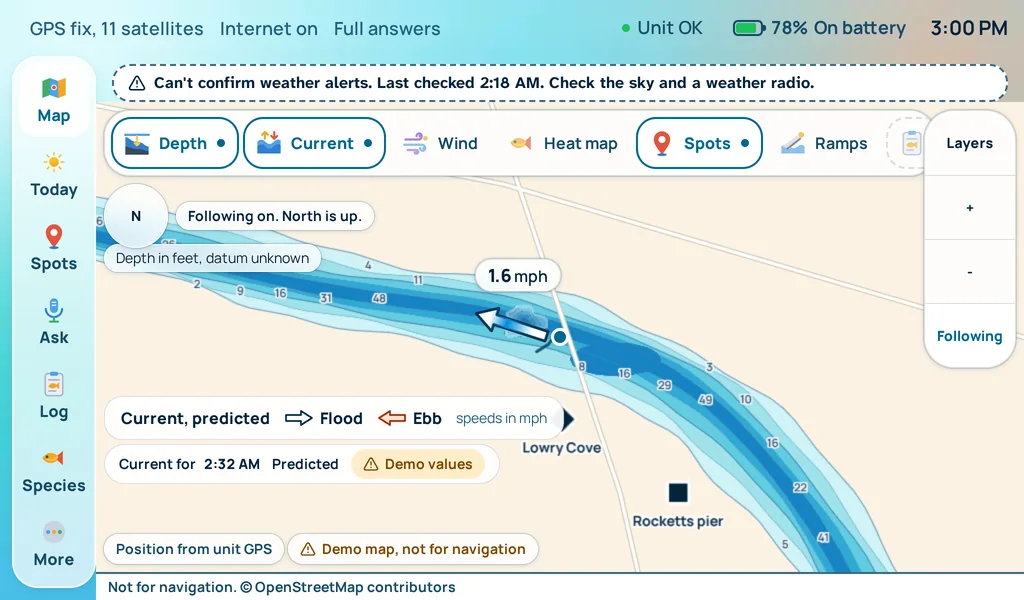 GPS fix, 11 satellites Internet on Full answers Unit OK 78% On battery 3:00 PM
Can't confirm weather alerts. Last checked 2:18 AM. Check the sky and a weather radio.
Map
Today
Spots
Ask
Log
Species
More
Depth Current Wind Heat map Spots Ramps
Layers
+
-
Following
N
Following on. North is up.
Depth in feet, datum unknown
1.6 mph
4
11
2
9
16
31
48
8
16
29
49
3
10
16
22
41
5
Current, predicted Flood Ebb speeds in mph
Lowry Cove
Current for 2:32 AM Predicted Demo values
Rocketts pier
Position from unit GPS
Demo map, not for navigation
Not for navigation. © OpenStreetMap contributors